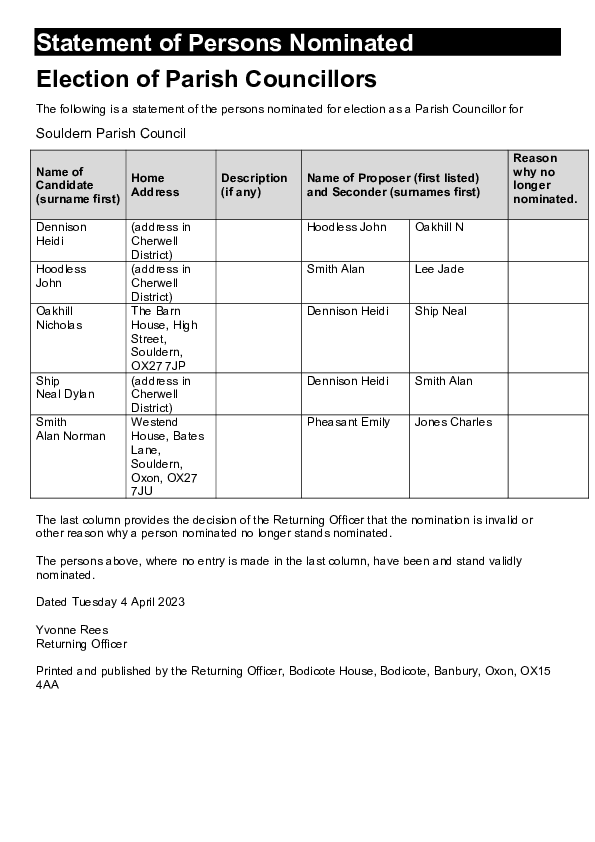 Statement of Persons Nominated
Election of Parish Councillors
The following is a statement of the persons nominated for election as a Parish Councillor for
Souldern Parish Council
Name of
Candidate
(surname first)
Home
Address
Description
(if any)
Name of Proposer (first listed)
and Seconder (surnames first)
Reason
why no
longer
nominated.
Dennison
Heidi
(address in
Cherwell
District)
Hoodless John
Oakhill N
Hoodless
John
(address in
Cherwell
District)
Smith Alan
Lee Jade
Oakhill
Nicholas
The Barn
House, High
Street,
Souldern,
OX27 7JP
Dennison Heidi
Ship Neal
Ship
Neal Dylan
(address in
Cherwell
District)
Dennison Heidi
Smith Alan
Smith
Alan Norman
Westend
House, Bates
Lane,
Souldern,
Oxon, OX27
7JU
Pheasant Emily
Jones Charles
The last column provides the decision of the Returning Officer that the nomination is invalid or
other reason why a person nominated no longer stands nominated.
The persons above, where no entry is made in the last column, have been and stand validly
nominated.
Dated Tuesday 4 April 2023
Yvonne Rees
Returning Officer
Printed and published by the Returning Officer, Bodicote House, Bodicote, Banbury, Oxon, OX15
4AA